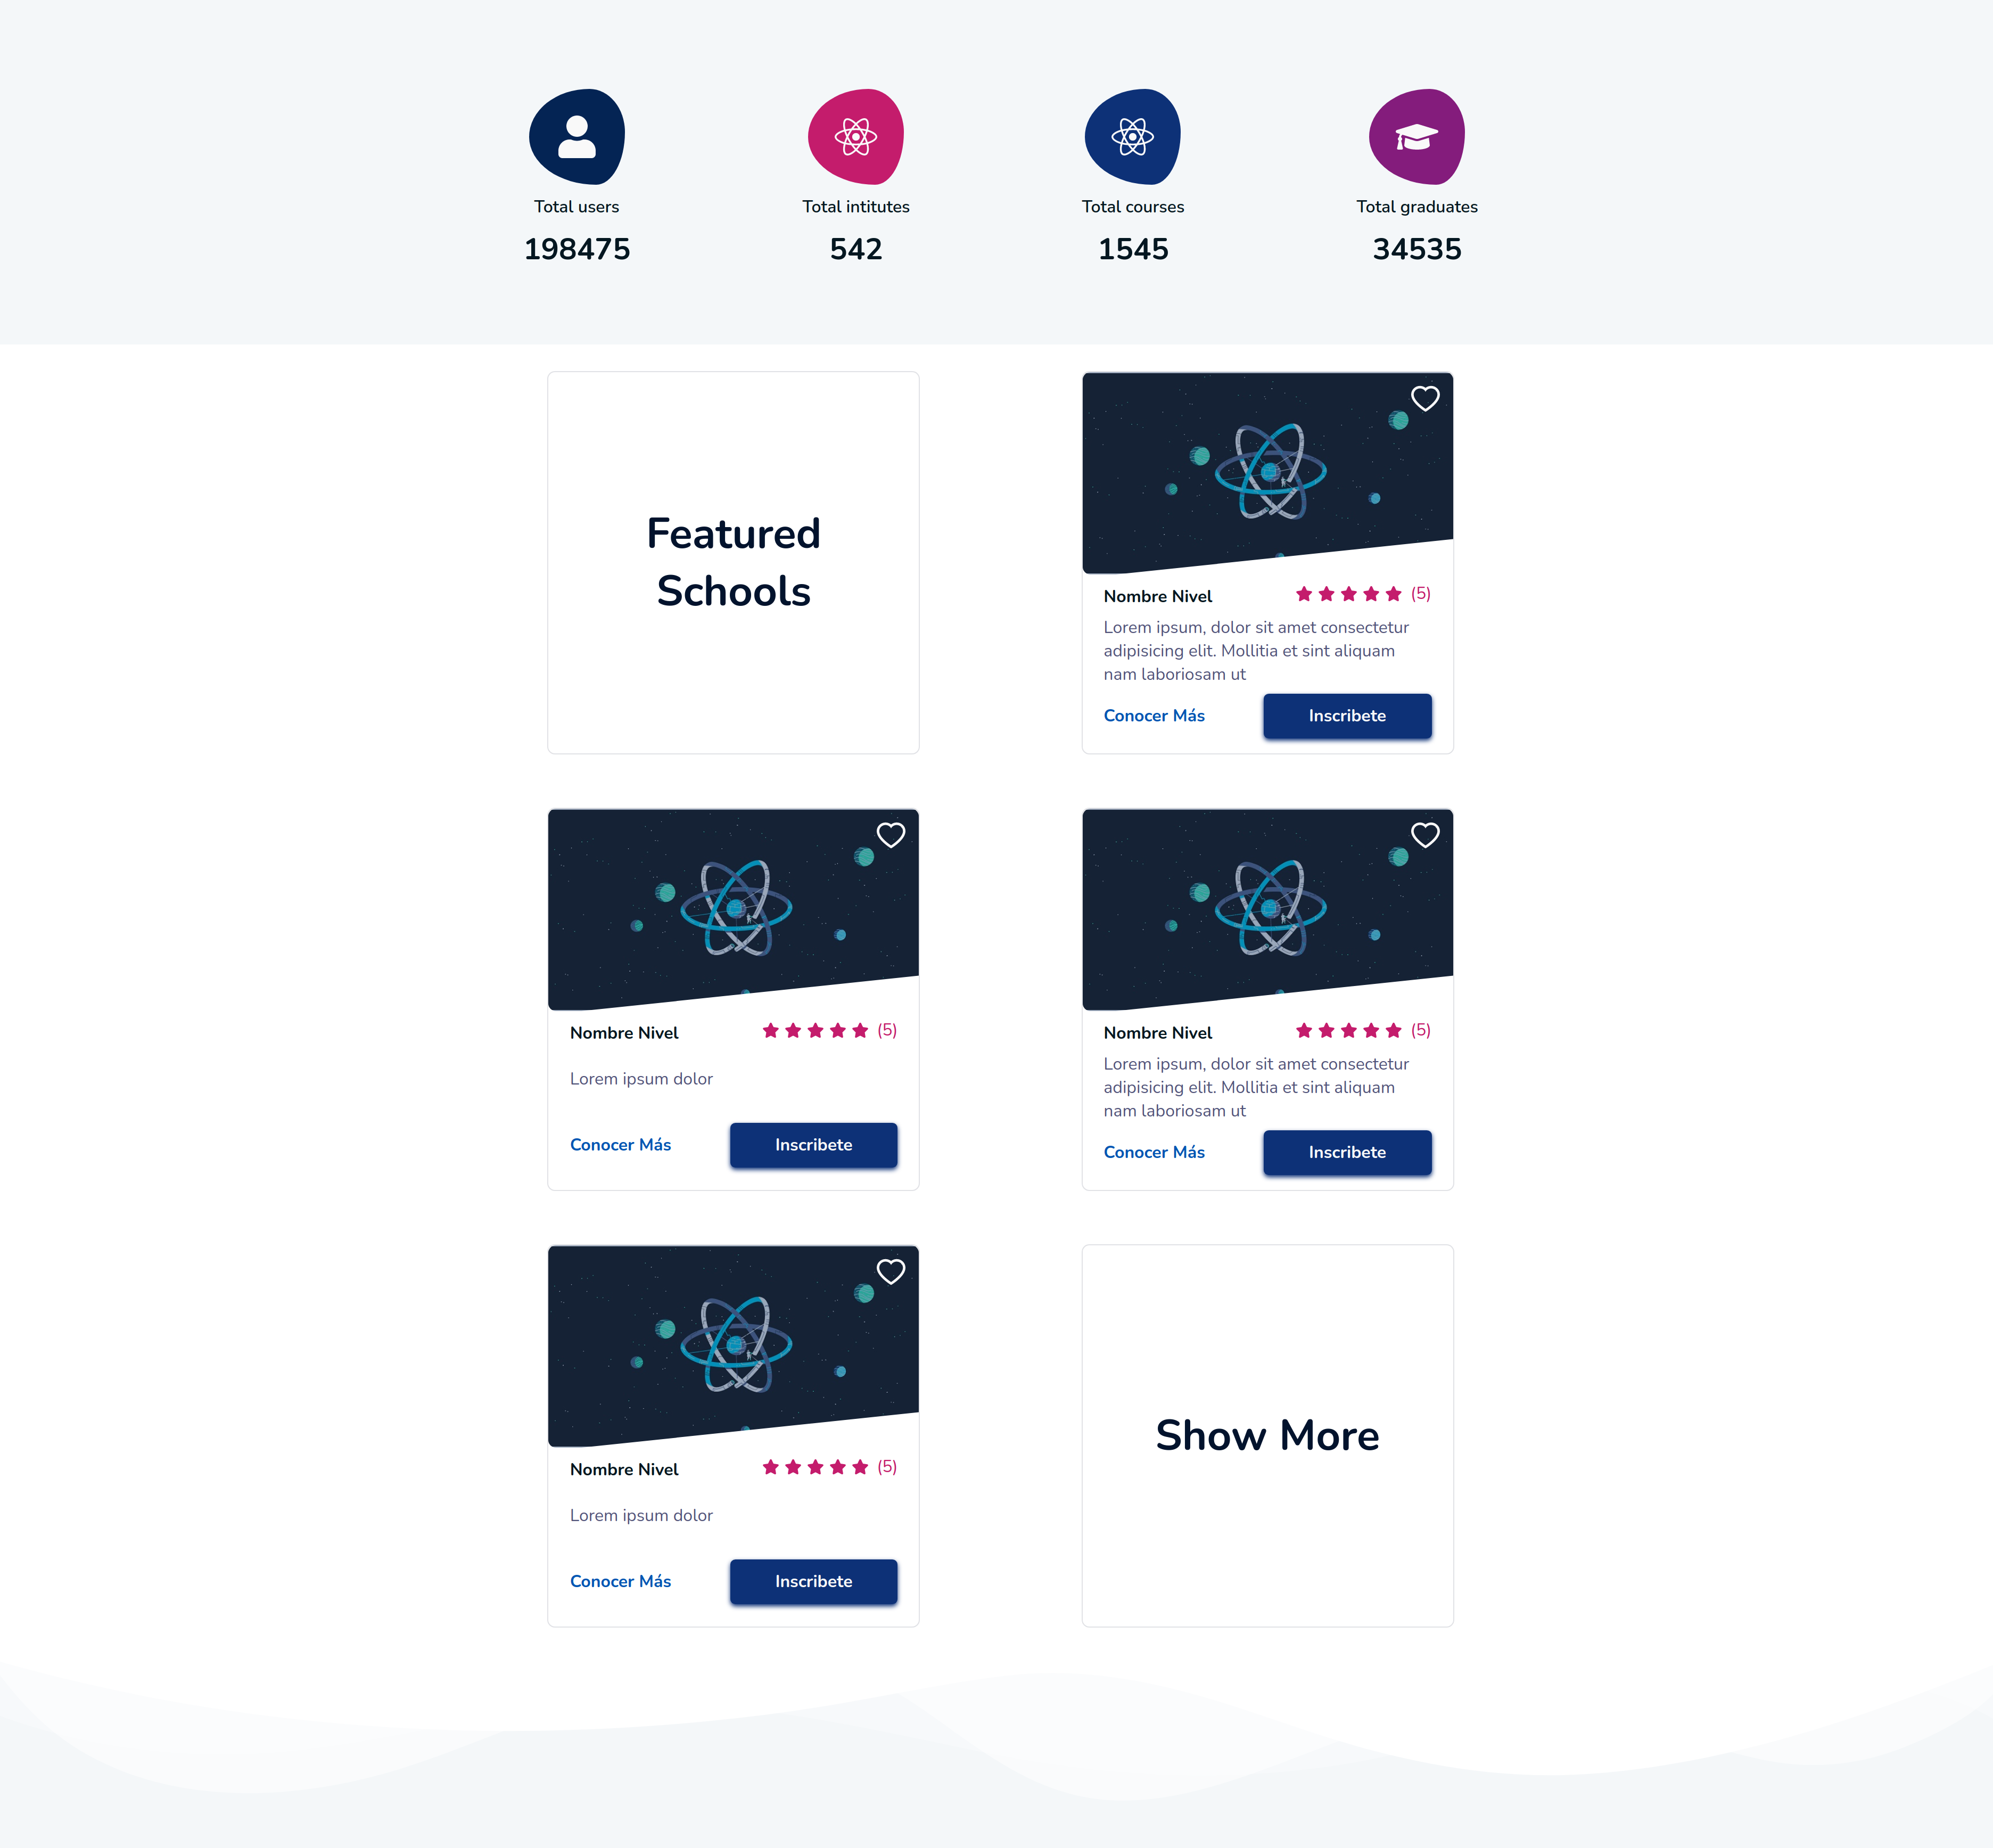 Total users
198475
Total intitutes
542
Total courses
1545
Total graduates
34535
Featured
Schools
Nombre Nivel
(5)
Lorem ipsum, dolor sit amet consectetur
adipisicing elit. Mollitia et sint aliquam
nam laboriosam ut
Conocer Más
Inscribete
Nombre Nivel
(5)
Lorem ipsum dolor
Conocer Más
Inscribete
Nombre Nivel
(5)
Lorem ipsum, dolor sit amet consectetur
adipisicing elit. Mollitia et sint aliquam
nam laboriosam ut
Conocer Más
Inscribete
Nombre Nivel
(5)
Lorem ipsum dolor
Conocer Más
Inscribete
Show More